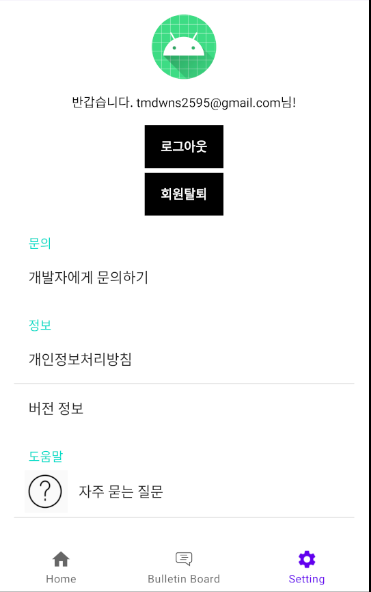 반갑습니다. tmdwns2595@gmail.com님!
로그아웃
회원탈퇴
문의
개발자에게 문의하기
정보
개인정보처리방침
버전 정보
도움말
? 자주 묻는 질문
Home Bulletin Board Setting